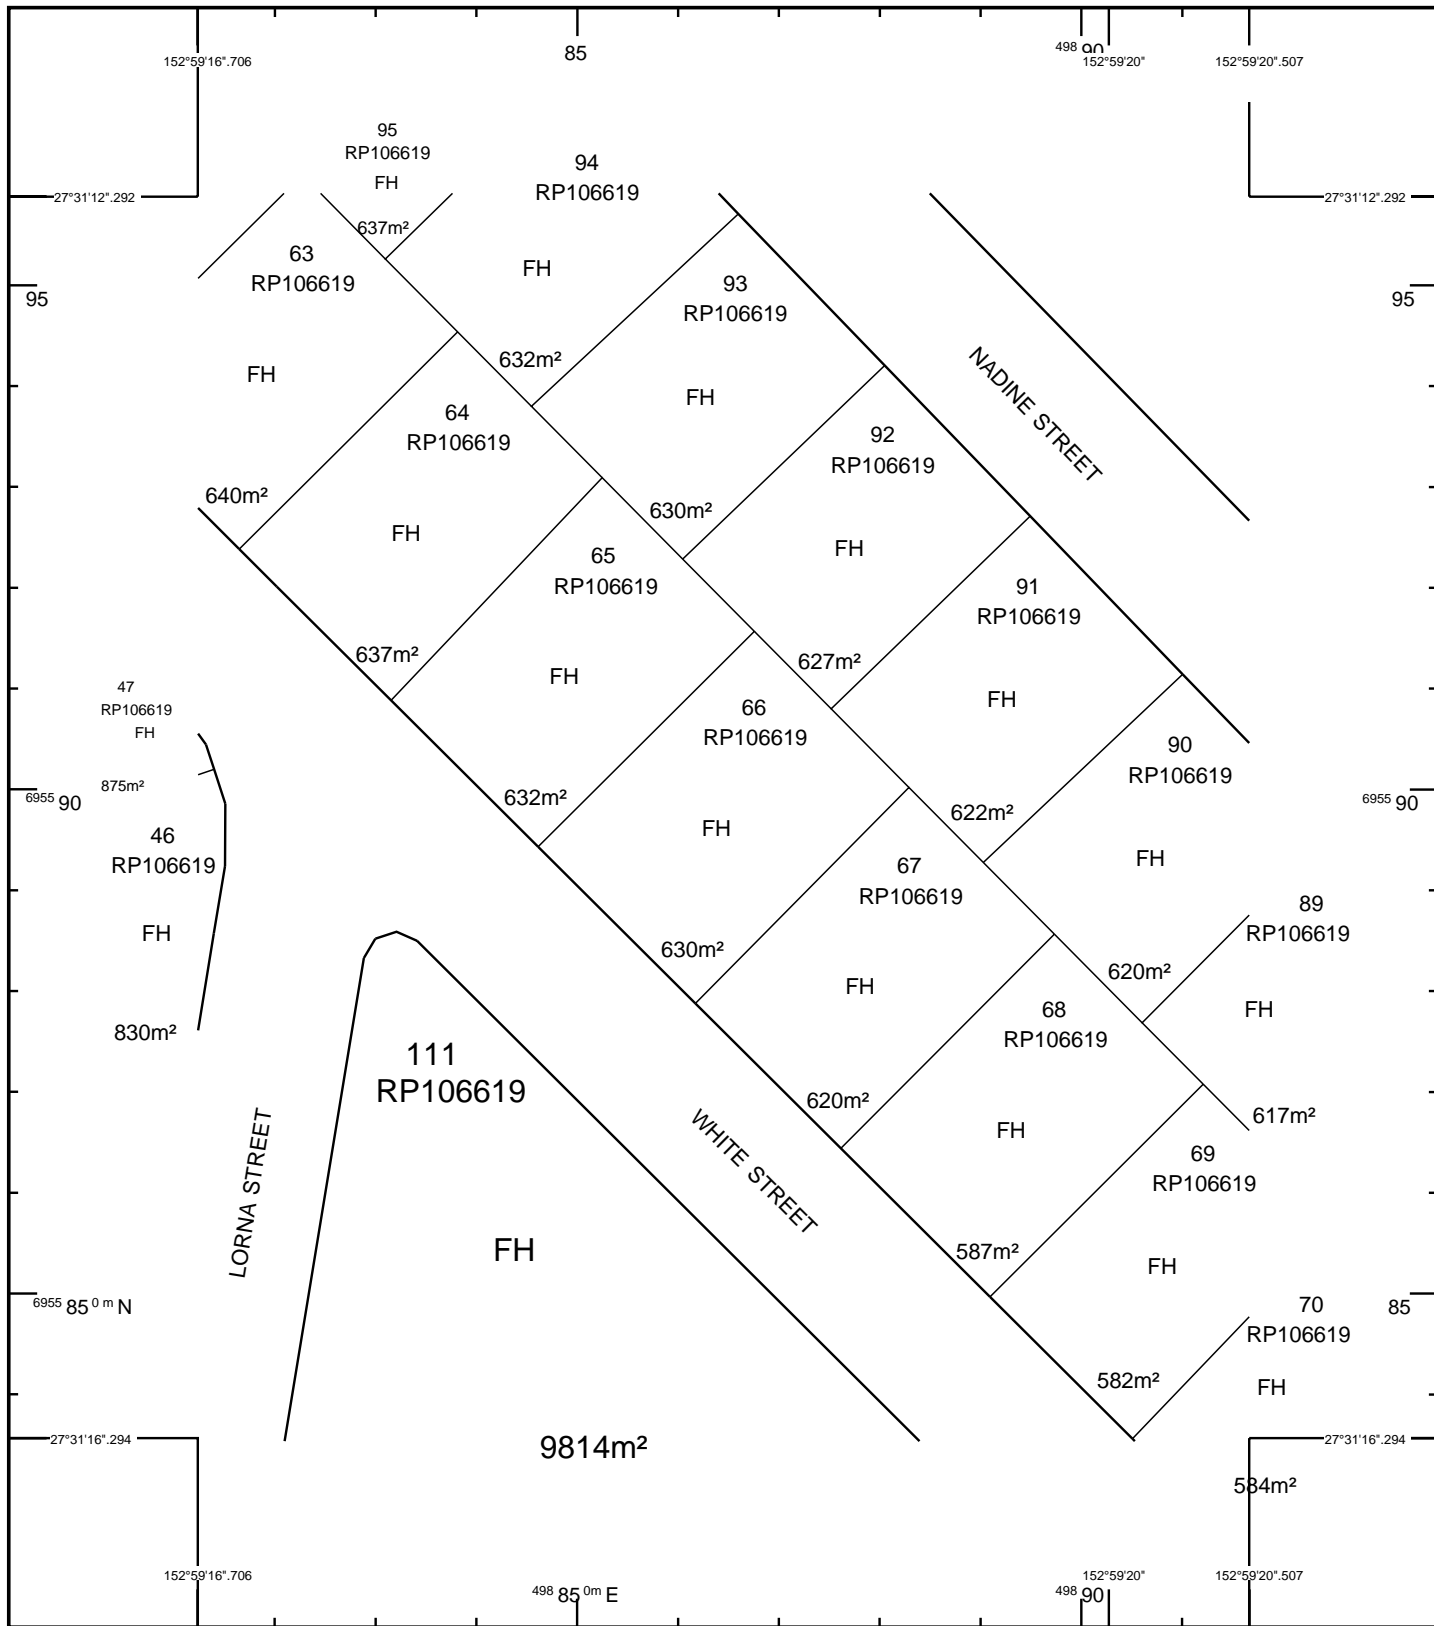 85
498 90
152°59'16".706
152°59'20"
152°59'20".507
95
RP106619
FH
637m²
94
RP106619
FH
632m²
27°31'12".292
27°31'12".292
63
RP106619
FH
640m²
93
RP106619
FH
630m²
95
95
NADINE STREET
64
RP106619
FH
637m²
92
RP106619
FH
627m²
65
RP106619
FH
632m²
91
RP106619
FH
622m²
47
RP106619
FH
875m²
66
RP106619
FH
630m²
90
RP106619
FH
620m²
6955 90
6955 90
46
RP106619
FH
830m²
67
RP106619
FH
620m²
89
RP106619
FH
617m²
68
RP106619
FH
587m²
111
RP106619
FH
9814m²
LORNA STREET
WHITE STREET
69
RP106619
FH
582m²
6955 85 0 m N
85
70
RP106619
FH
584m²
27°31'16".294
27°31'16".294
152°59'16".706
152°59'20"
152°59'20".507
498 85 0m E
498 90